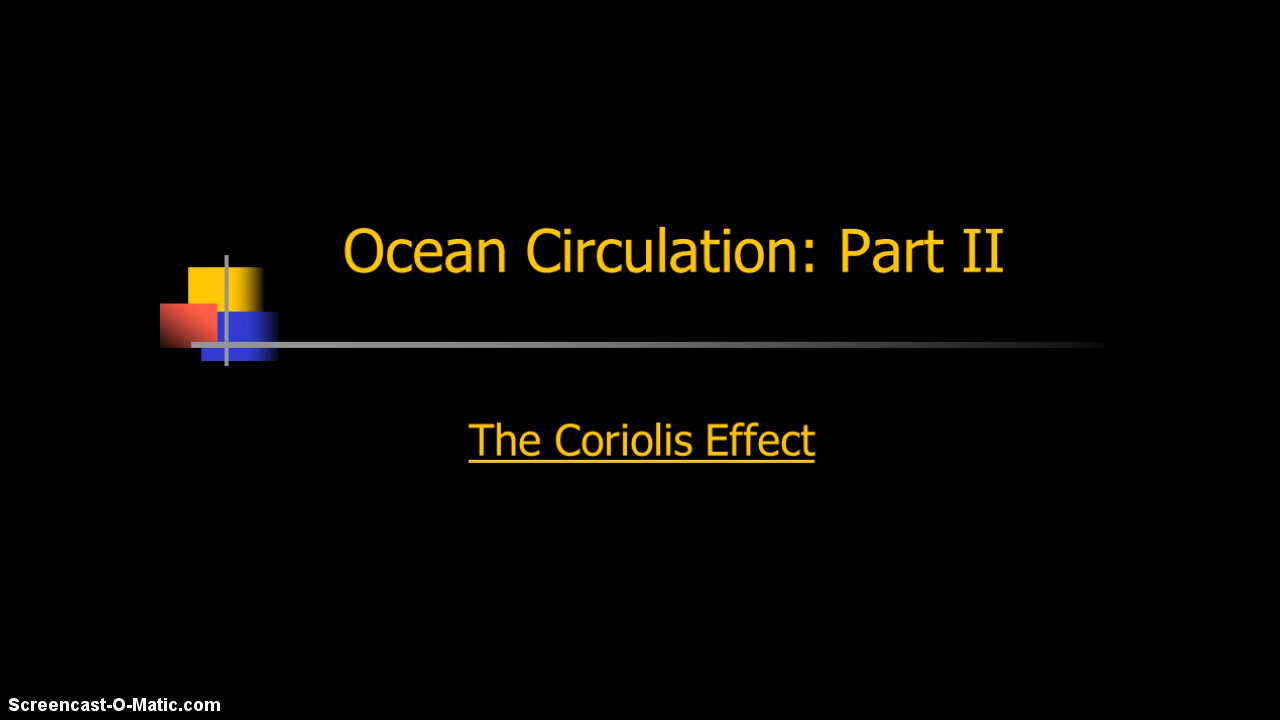 Ocean Circulation: Part II
The Coriolis Effect
Screencast-O-Matic.com